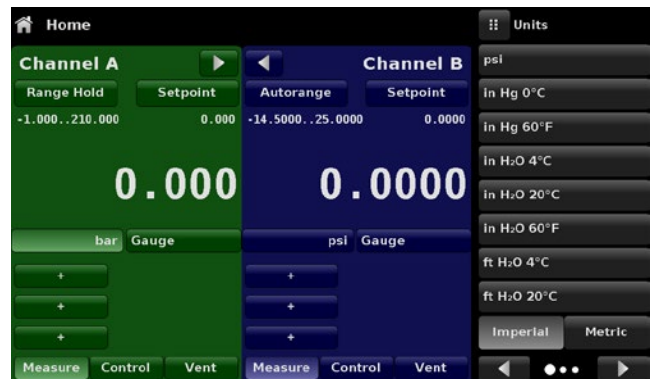 Home
Units
Channel A
Channel B
psi
Range Hold Setpoint
Autorange Setpoint
in Hg 0°C
-1.000..210.000 0.000
-14.5000..25.0000 0.0000
in Hg 60°F
in H₂O 4°C
0.000
0.0000
in H₂O 20°C
in H₂O 60°F
bar Gauge
psi Gauge
ft H₂O 4°C
+
+
ft H₂O 20°C
+
+
Imperial Metric
+
+
Measure Control Vent
Measure Control Vent